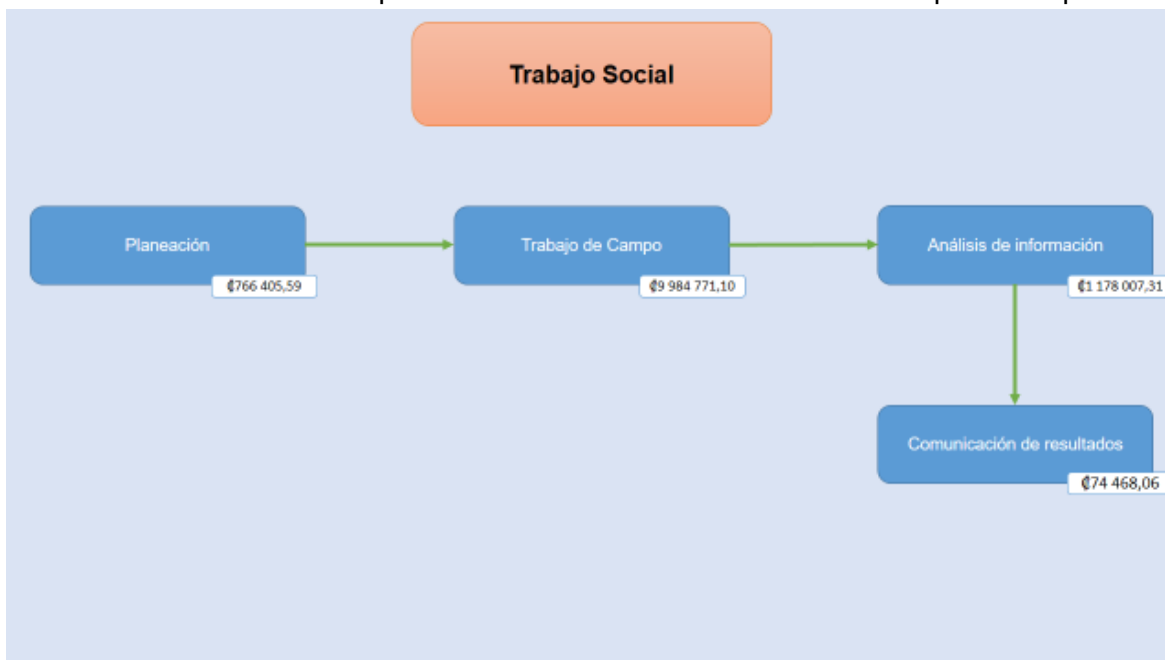 Trabajo Social
Planeación
₡766 405,59
Trabajo de Campo
₡9 984 771,10
Análisis de información
₡1 178 007,31
Comunicación de resultados
₡74 468,06